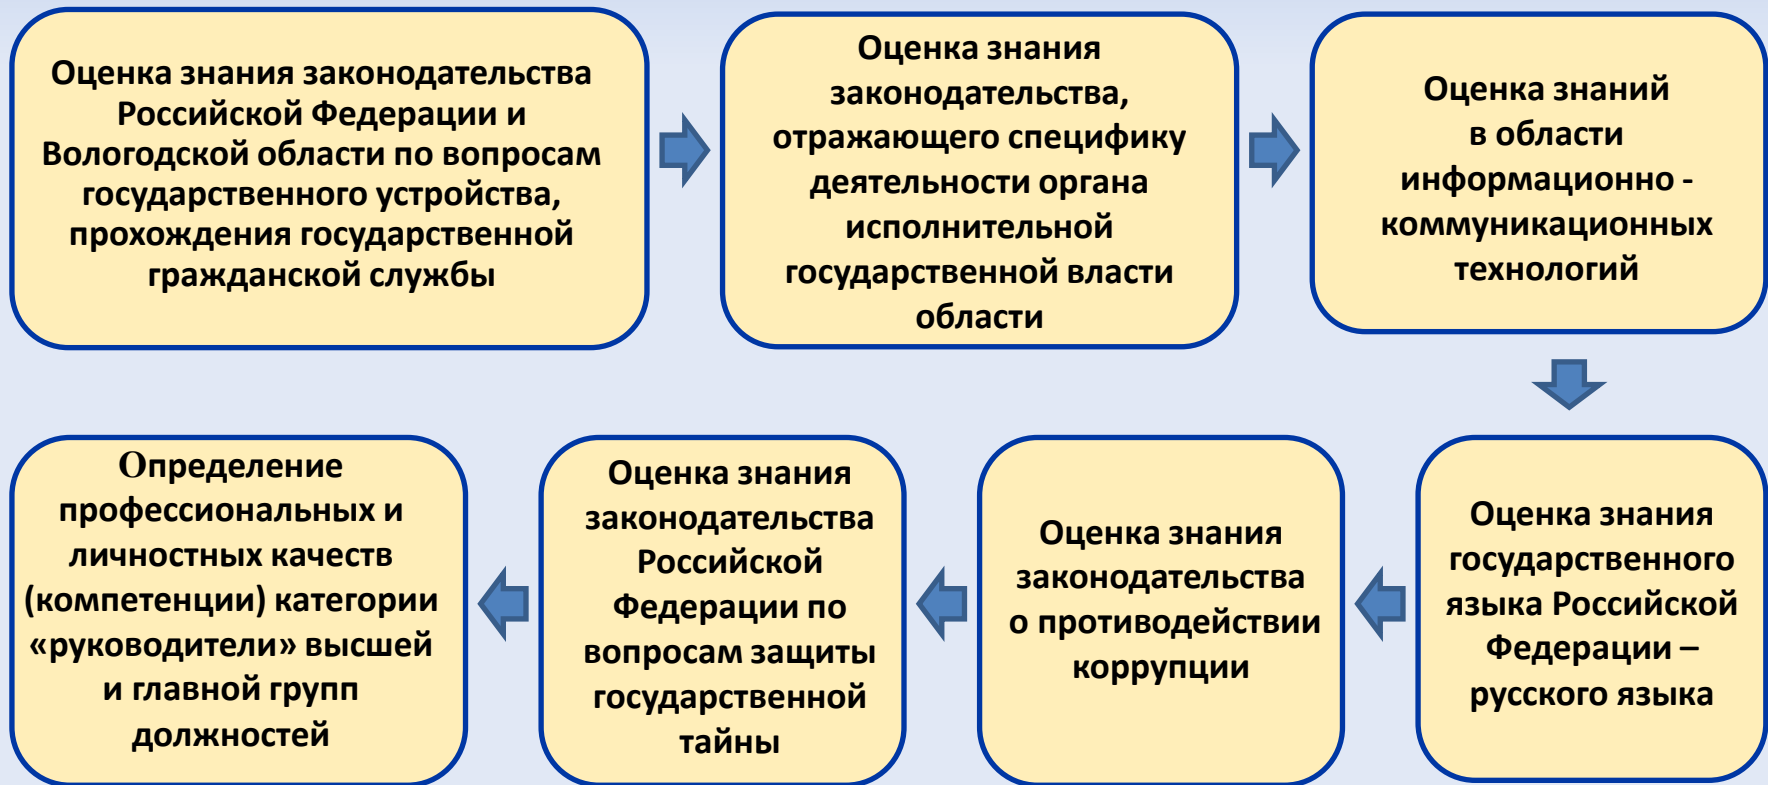 Оценка знания законодательства
Российской Федерации и
Вологодской области по вопросам
государственного устройства,
прохождения государственной
гражданской службы
Оценка знания
законодательства,
отражающего специфику
деятельности органа
исполнительной
государственной власти
области
Оценка знаний
в области
информационно -
коммуникационных
технологий
Оценка знания
государственного
языка Российской
Федерации –
русского языка
Оценка знания
законодательства
о противодействии
коррупции
Оценка знания
законодательства
Российской
Федерации по
вопросам защиты
государственной
тайны
Определение
профессиональных и
личностных качеств
(компетенции) категории
«руководители» высшей
и главной групп
должностей